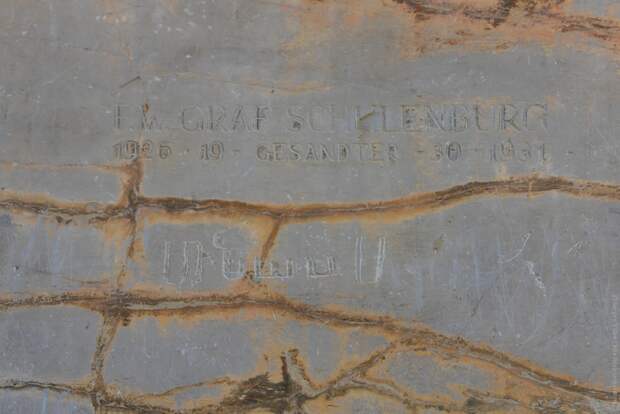 F.W. GRAF SCHULENBURG
1926 - 19 - GESANDTER - 30 - 1931